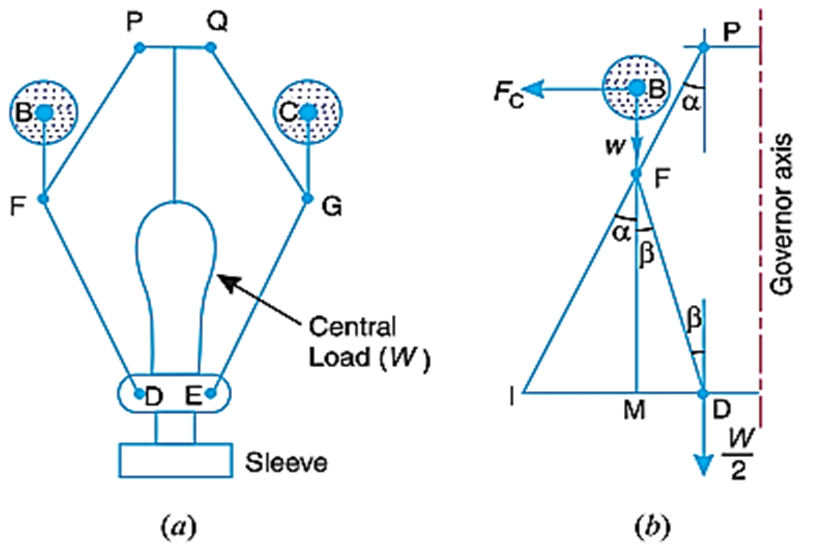 P Q
B C
F G
Central
Load (W)
D E
Sleeve
(a)
P
F_C B α
w
F
α β
β
I M D
W
2
Governor axis
(b)